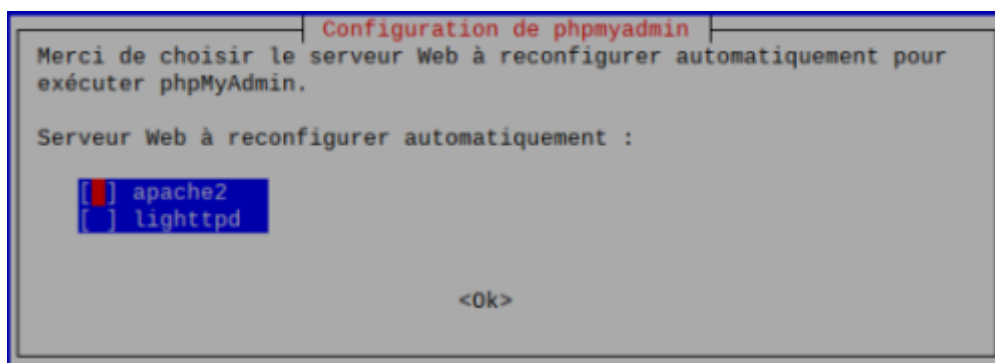 Configuration de phpmyadmin
Merci de choisir le serveur Web à reconfigurer automatiquement pour
exécuter phpMyAdmin.
Serveur Web à reconfigurer automatiquement :
[ ] apache2
[ ] lighttpd
<Ok>